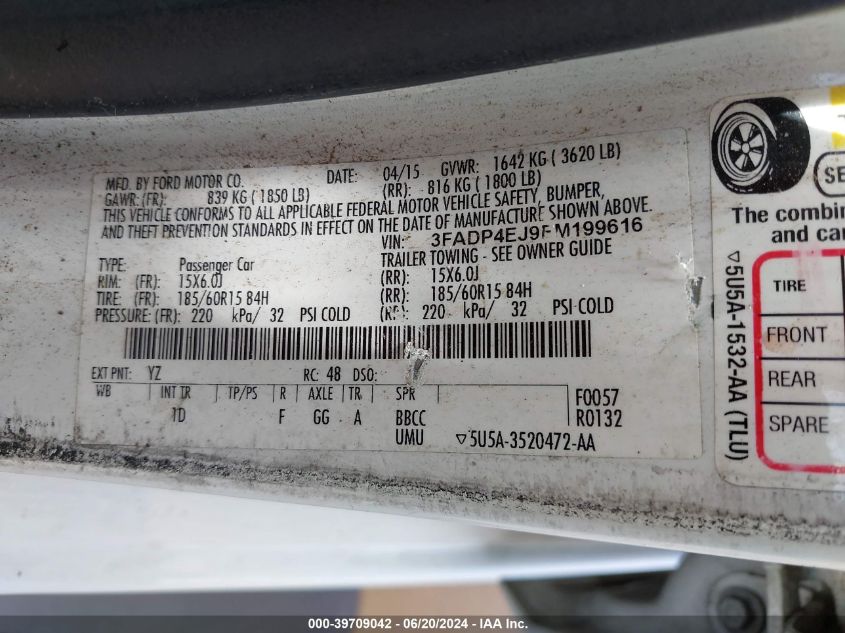 MFD. BY FORD MOTOR CO. DATE: 04/15 GVWR: 1642 KG ( 3620 LB)
GAWR: (FR): 839 KG ( 1850 LB) (RR): 816 KG ( 1800 LB)
THIS VEHICLE CONFORMS TO ALL APPLICABLE FEDERAL MOTOR VEHICLE SAFETY, BUMPER,
AND THEFT PREVENTION STANDARDS IN EFFECT ON THE DATE OF MANUFACTURE SHOWN ABOVE.
VIN: 3FADP4EJ9FM199616
TYPE: Passenger Car TRAILER TOWING - SEE OWNER GUIDE
RIM: (FR): 15X6.0J (RR): 15X6.0J
TIRE: (FR): 185/60R15 84H (RR): 185/60R15 84H
PRESSURE: (FR): 220 kPa/ 32 PSI COLD (RR): 220 kPa/ 32 PSI COLD
EXT PNT: YZ RC: 48 DSO:
WB INT TR TP/PS R AXLE TR SPR F0057
1D F GG A BBCC R0132
UMU ▽5U5A-3520472-AA
SE
The combin
and car
TIRE
FRONT
REAR
SPARE
▽5U5A-1532-AA (TLU)
000-39709042 - 06/20/2024 - IAA Inc.